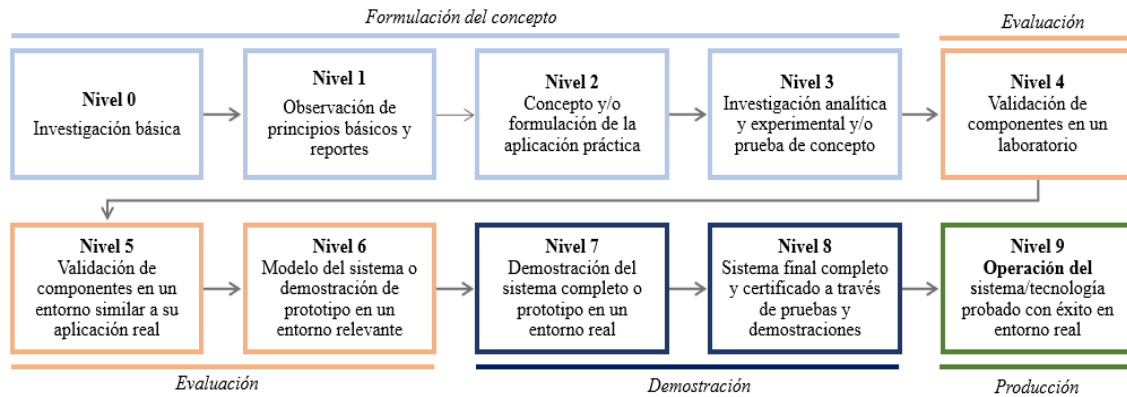 Formulación del concepto
Evaluación
Nivel 0
Investigación básica
Nivel 1
Observación de
principios básicos y
reportes
Nivel 2
Concepto y/o
formulación de la
aplicación práctica
Nivel 3
Investigación analítica
y experimental y/o
prueba de concepto
Nivel 4
Validación de
componentes en un
laboratorio
Nivel 5
Validación de
componentes en un
entorno similar a su
aplicación real
Nivel 6
Modelo del sistema o
demostración de
prototipo en un
entorno relevante
Nivel 7
Demostración del
sistema completo o
prototipo en un
entorno real
Nivel 8
Sistema final completo
y certificado a través
de pruebas y
demostraciones
Nivel 9
Operación del
sistema/tecnología
probado con éxito en
entorno real
Evaluación
Demostración
Producción